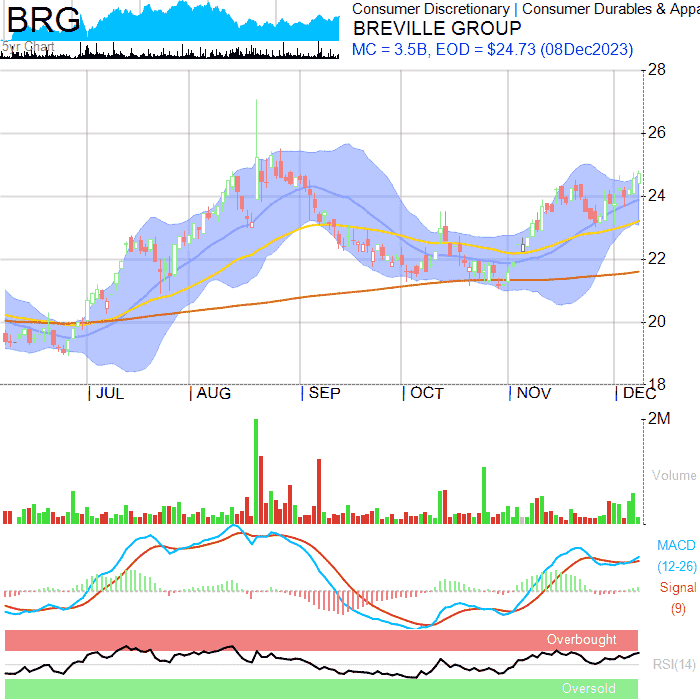 BRG
5yr Chart
Consumer Discretionary | Consumer Durables & Appa
BREVILLE GROUP
MC = 3.5B, EOD = $24.73 (08Dec2023)
28
26
24
22
20
18
JUL
AUG
SEP
OCT
NOV
DEC
2M
Volume
MACD
(12-26)
Signal
(9)
Overbought
RSI(14)
Oversold